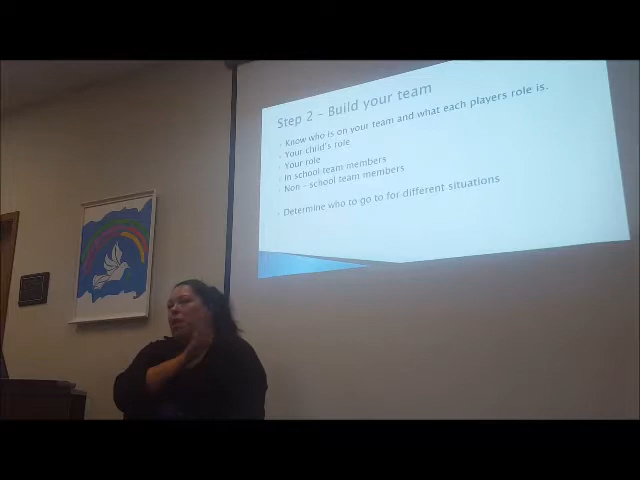 Step 2 – Build your team
Know who is on your team and what each players role is.
Your child's role
Your role
In school team members
Non – school team members
Determine who to go to for different situations